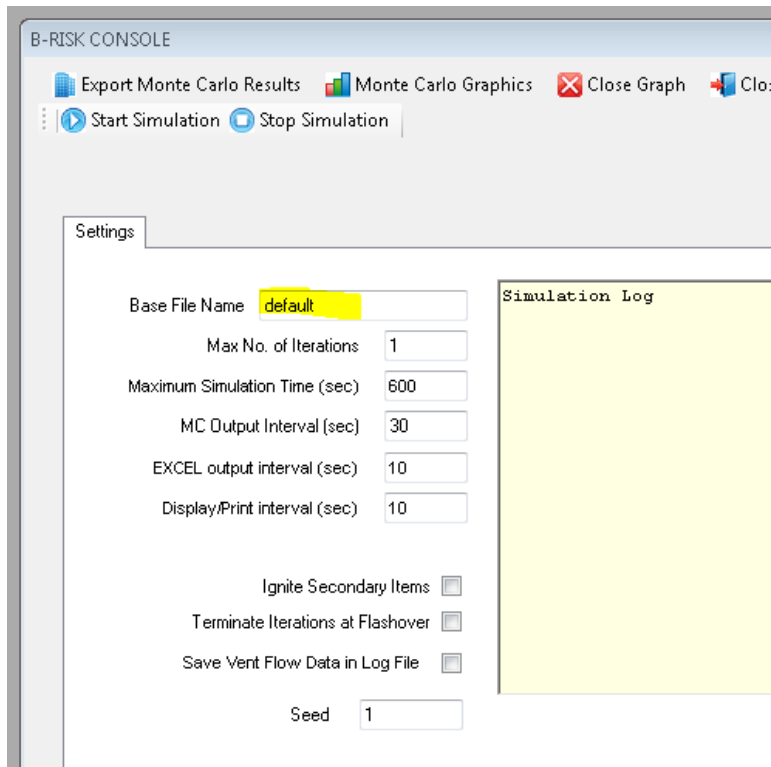 B-RISK CONSOLE
Export Monte Carlo Results Monte Carlo Graphics Close Graph Clo
Start Simulation Stop Simulation
Settings
Base File Name default
Simulation Log
Max No. of Iterations 1
Maximum Simulation Time (sec) 600
MC Output Interval (sec) 30
EXCEL output interval (sec) 10
Display/Print interval (sec) 10
Ignite Secondary Items
Terminate Iterations at Flashover
Save Vent Flow Data in Log File
Seed 1